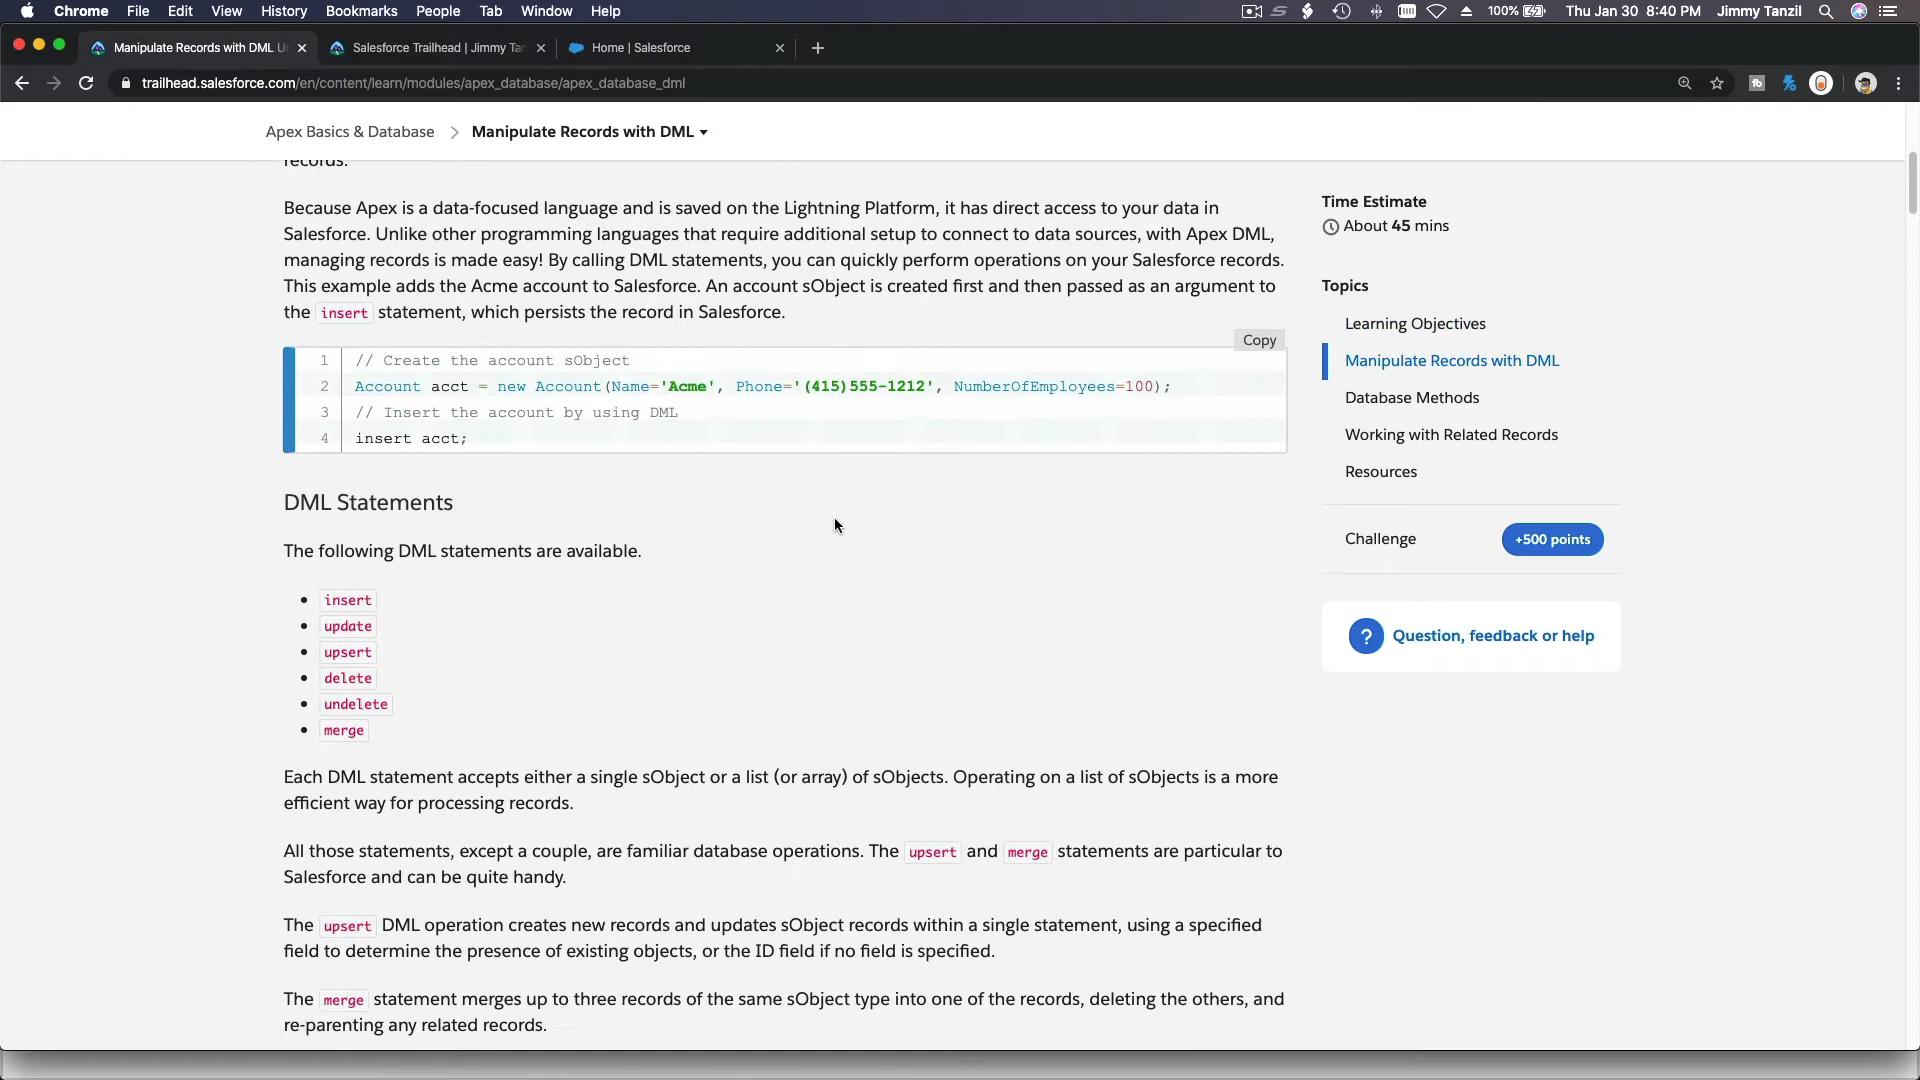 Chrome File Edit View History Bookmarks People Tab Window Help 100% Thu Jan 30 8:40 PM Jimmy Tanzil
Manipulate Records with DML Un Salesforce Trailhead | Jimmy Tan Home | Salesforce
trailhead.salesforce.com/en/content/learn/modules/apex_database/apex_database_dml
Apex Basics & Database Manipulate Records with DML
records.
Because Apex is a data-focused language and is saved on the Lightning Platform, it has direct access to your data in
Salesforce. Unlike other programming languages that require additional setup to connect to data sources, with Apex DML,
managing records is made easy! By calling DML statements, you can quickly perform operations on your Salesforce records.
This example adds the Acme account to Salesforce. An account sObject is created first and then passed as an argument to
the insert statement, which persists the record in Salesforce.
Copy
1 // Create the account sObject
2 Account acct = new Account(Name='Acme', Phone='(415)555-1212', NumberOfEmployees=100);
3 // Insert the account by using DML
4 insert acct;
DML Statements
The following DML statements are available.
• insert
• update
• upsert
• delete
• undelete
• merge
Each DML statement accepts either a single sObject or a list (or array) of sObjects. Operating on a list of sObjects is a more
efficient way for processing records.
All those statements, except a couple, are familiar database operations. The upsert and merge statements are particular to
Salesforce and can be quite handy.
The upsert DML operation creates new records and updates sObject records within a single statement, using a specified
field to determine the presence of existing objects, or the ID field if no field is specified.
The merge statement merges up to three records of the same sObject type into one of the records, deleting the others, and
re-parenting any related records.
Time Estimate
About 45 mins
Topics
Learning Objectives
Manipulate Records with DML
Database Methods
Working with Related Records
Resources
Challenge +500 points
? Question, feedback or help